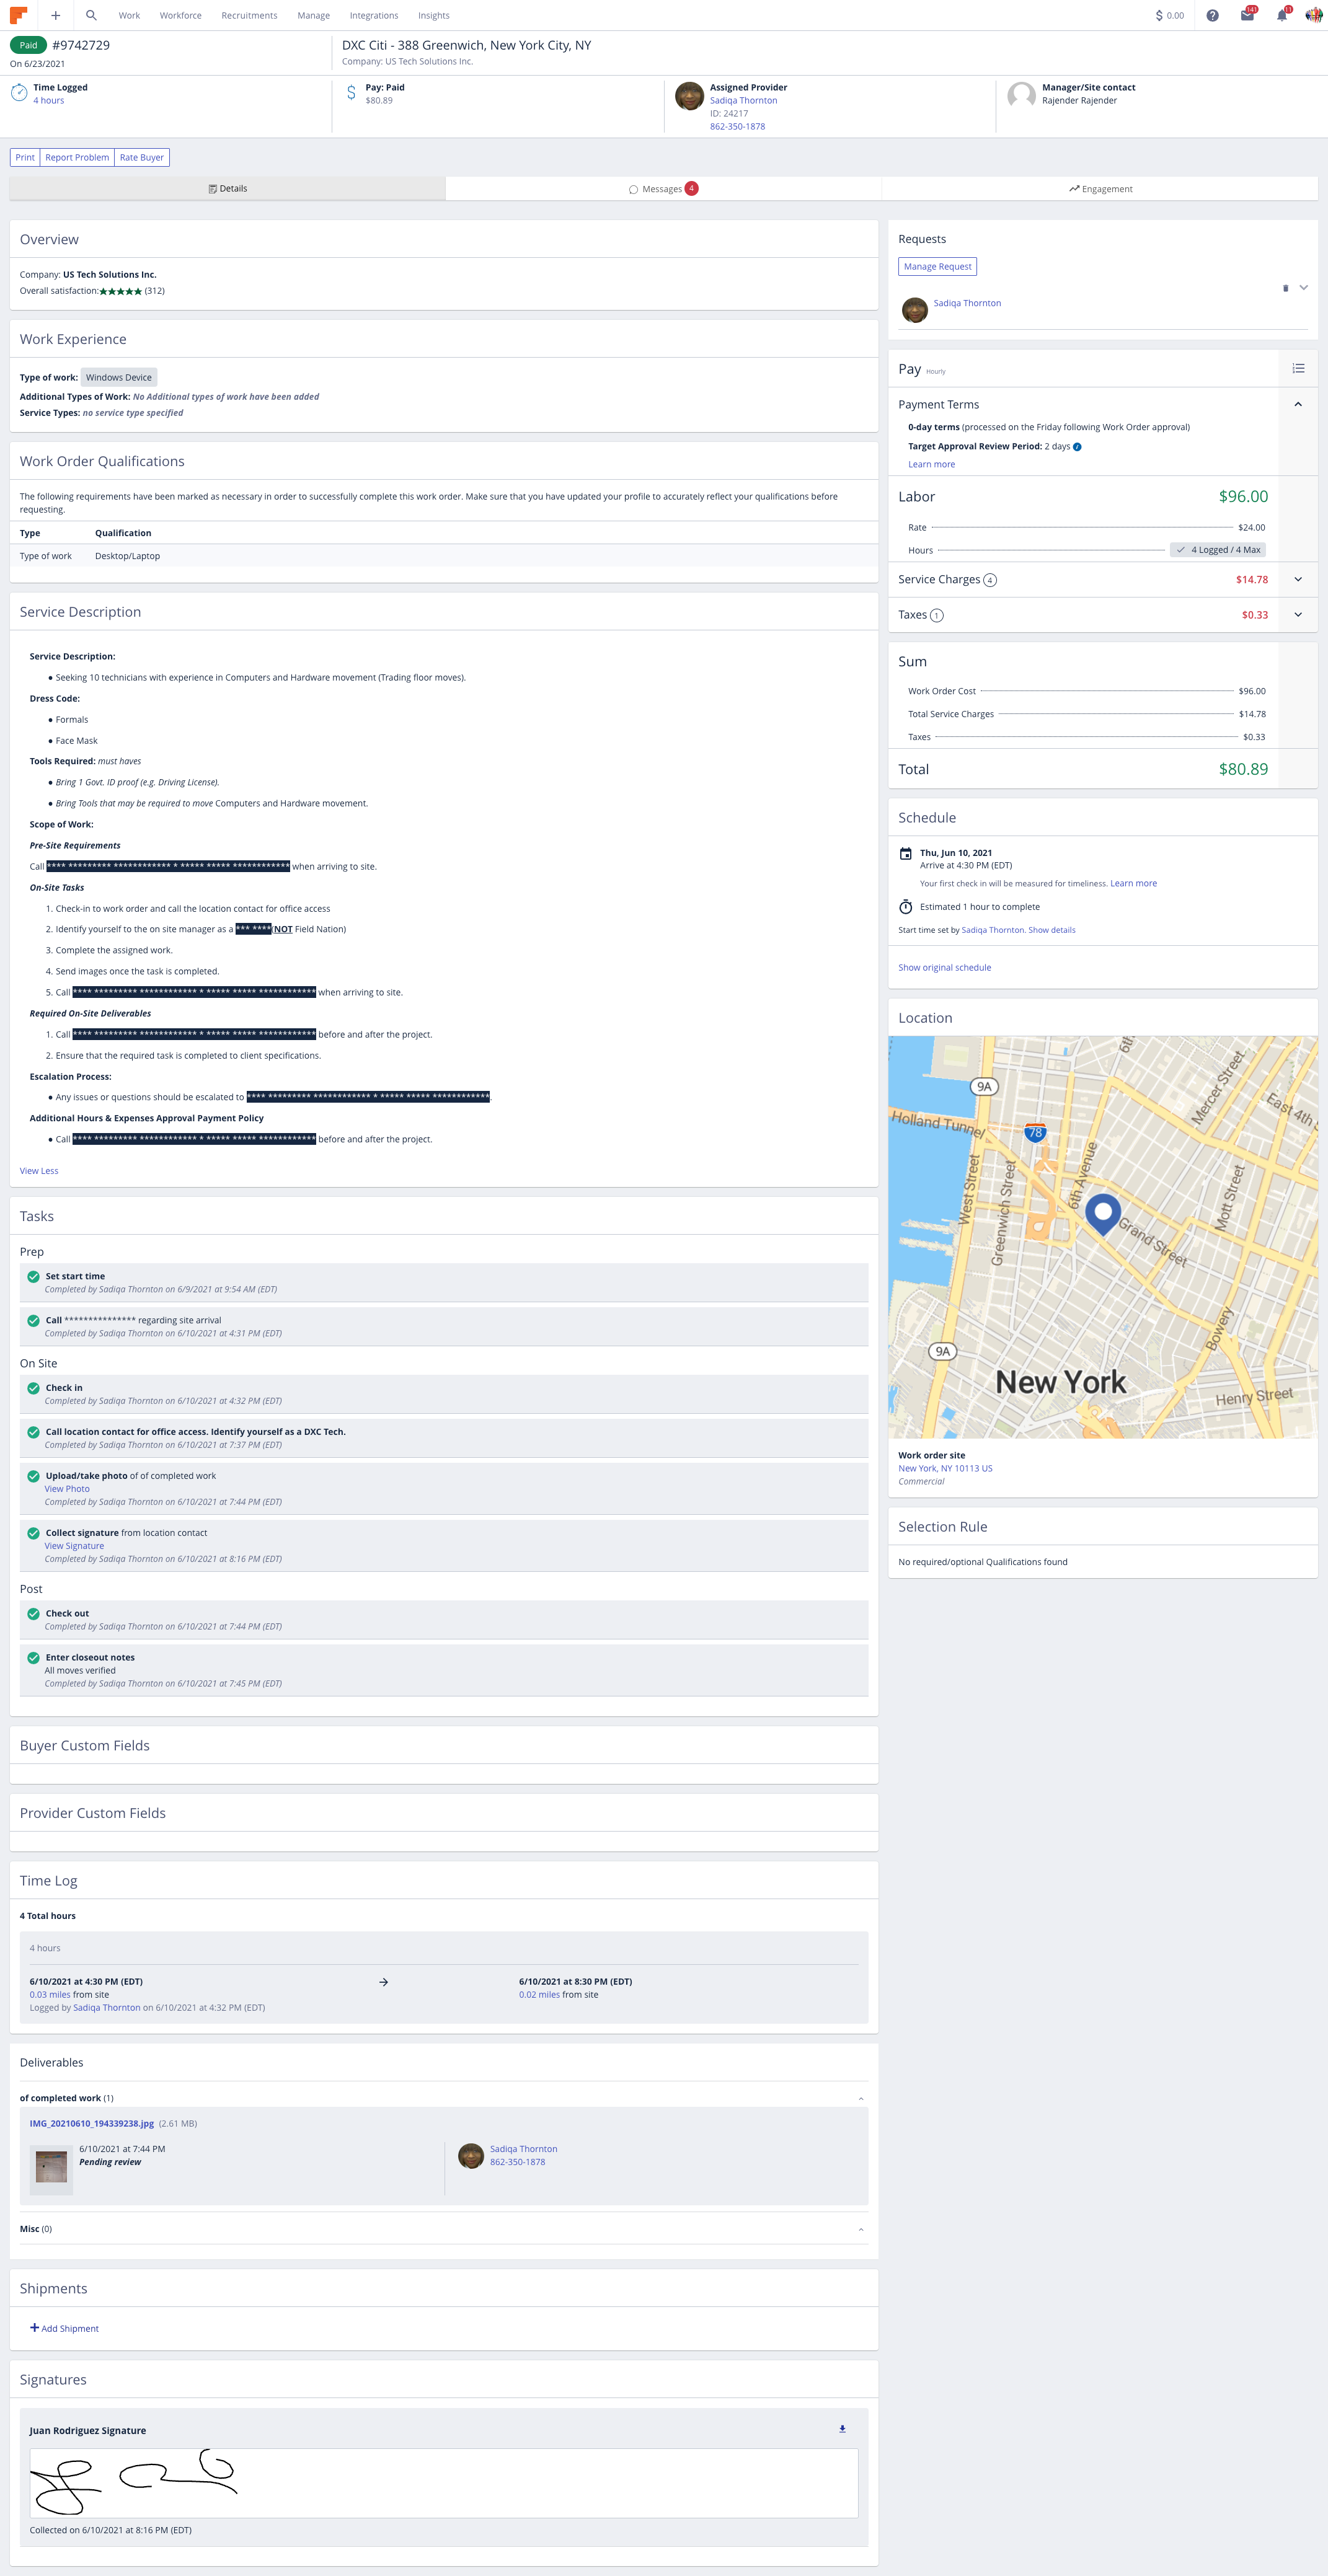 Work Workforce Recruitments Manage Integrations Insights $ 0.00 141 11
Paid #9742729
On 6/23/2021
DXC Citi - 388 Greenwich, New York City, NY
Company: US Tech Solutions Inc.
Time Logged
4 hours
Pay: Paid
$80.89
Assigned Provider
Sadiqa Thornton
ID: 24217
862-350-1878
Manager/Site contact
Rajender Rajender
Print Report Problem Rate Buyer
Details Messages 4 Engagement
Overview
Company: US Tech Solutions Inc.
Overall satisfaction:★★★★★ (312)
Work Experience
Type of work: Windows Device
Additional Types of Work: No Additional types of work have been added
Service Types: no service type specified
Work Order Qualifications
The following requirements have been marked as necessary in order to successfully complete this work order. Make sure that you have updated your profile to accurately reflect your qualifications before
requesting.
Type Qualification
Type of work Desktop/Laptop
Service Description
Service Description:
● Seeking 10 technicians with experience in Computers and Hardware movement (Trading floor moves).
Dress Code:
● Formals
● Face Mask
Tools Required: must haves
● Bring 1 Govt. ID proof (e.g. Driving License).
● Bring Tools that may be required to move Computers and Hardware movement.
Scope of Work:
Pre-Site Requirements
Call **** ********* ************ * ***** ***** ************ when arriving to site.
On-Site Tasks
1. Check-in to work order and call the location contact for office access
2. Identify yourself to the on site manager as a *** ****(NOT Field Nation)
3. Complete the assigned work.
4. Send images once the task is completed.
5. Call **** ********* ************ * ***** ***** ************ when arriving to site.
Required On-Site Deliverables
1. Call **** ********* ************ * ***** ***** ************ before and after the project.
2. Ensure that the required task is completed to client specifications.
Escalation Process:
● Any issues or questions should be escalated to **** ********* ************ * ***** ***** ************.
Additional Hours & Expenses Approval Payment Policy
● Call **** ********* ************ * ***** ***** ************ before and after the project.
View Less
Tasks
Prep
Set start time
Completed by Sadiqa Thornton on 6/9/2021 at 9:54 AM (EDT)
Call *************** regarding site arrival
Completed by Sadiqa Thornton on 6/10/2021 at 4:31 PM (EDT)
On Site
Check in
Completed by Sadiqa Thornton on 6/10/2021 at 4:32 PM (EDT)
Call location contact for office access. Identify yourself as a DXC Tech.
Completed by Sadiqa Thornton on 6/10/2021 at 7:37 PM (EDT)
Upload/take photo of of completed work
View Photo
Completed by Sadiqa Thornton on 6/10/2021 at 7:44 PM (EDT)
Collect signature from location contact
View Signature
Completed by Sadiqa Thornton on 6/10/2021 at 8:16 PM (EDT)
Post
Check out
Completed by Sadiqa Thornton on 6/10/2021 at 7:44 PM (EDT)
Enter closeout notes
All moves verified
Completed by Sadiqa Thornton on 6/10/2021 at 7:45 PM (EDT)
Buyer Custom Fields
Provider Custom Fields
Time Log
4 Total hours
4 hours
6/10/2021 at 4:30 PM (EDT) → 6/10/2021 at 8:30 PM (EDT)
0.03 miles from site 0.02 miles from site
Logged by Sadiqa Thornton on 6/10/2021 at 4:32 PM (EDT)
Deliverables
of completed work (1)
IMG_20210610_194339238.jpg (2.61 MB)
6/10/2021 at 7:44 PM
Pending review
Sadiqa Thornton
862-350-1878
Misc (0)
Shipments
+ Add Shipment
Signatures
Juan Rodriguez Signature
Collected on 6/10/2021 at 8:16 PM (EDT)
Requests
Manage Request
Sadiqa Thornton
Pay Hourly
Payment Terms
0-day terms (processed on the Friday following Work Order approval)
Target Approval Review Period: 2 days
Learn more
Labor $96.00
Rate $24.00
Hours 4 Logged / 4 Max
Service Charges 4 $14.78
Taxes 1 $0.33
Sum
Work Order Cost $96.00
Total Service Charges $14.78
Taxes $0.33
Total $80.89
Schedule
Thu, Jun 10, 2021
Arrive at 4:30 PM (EDT)
Your first check in will be measured for timeliness. Learn more
Estimated 1 hour to complete
Start time set by Sadiqa Thornton. Show details
Show original schedule
Location
9A
Holland Tunnel
78
6th
Mercer Street
East 4th S
West Street
Greenwich Street
6th Avenue
Grand Street
Mott Street
Bowery
9A
New York
Henry Street
Work order site
New York, NY 10113 US
Commercial
Selection Rule
No required/optional Qualifications found